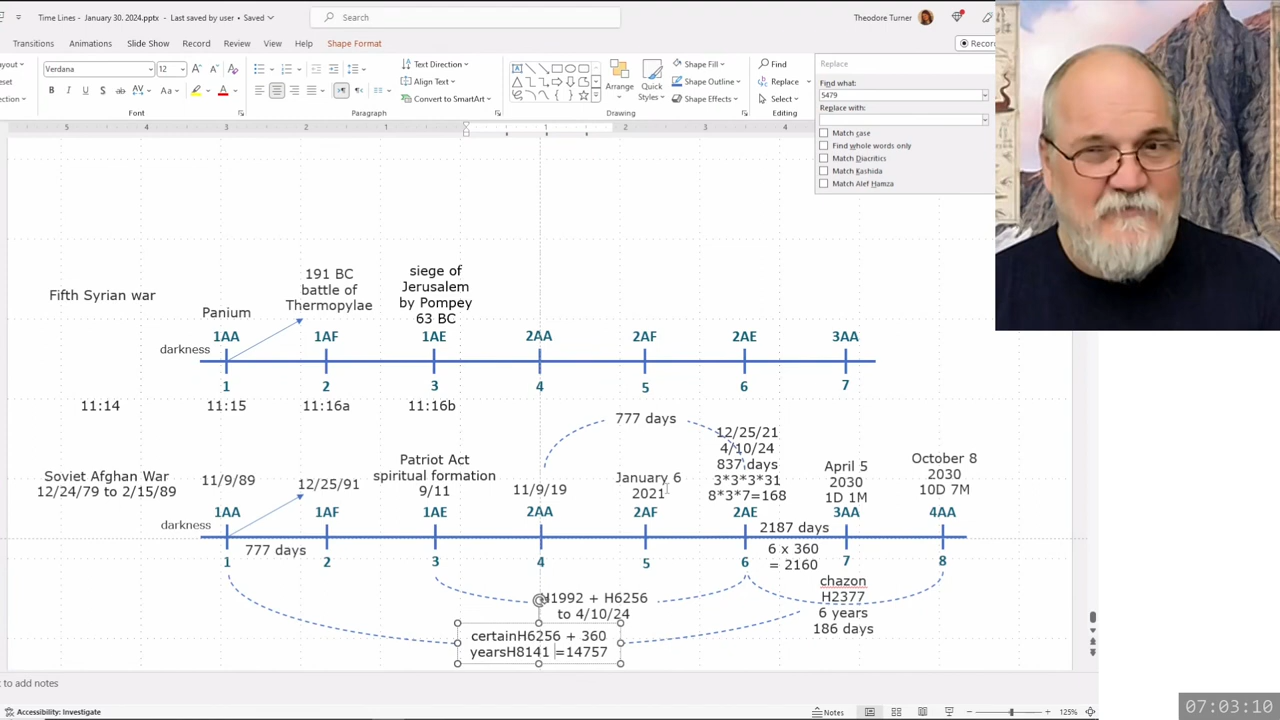 Time Lines - January 30. 2024.pptx • Last saved by user • Saved
Search
Theodore Turner
Transitions Animations Slide Show Record Review View Help Shape Format
Verdana 12
B I U S
Font
Paragraph
Text Direction
Align Text
Convert to SmartArt
Arrange
Quick
Styles
Shape Fill
Shape Outline
Shape Effects
Drawing
Find
Replace
Select
Editing
Replace
Find what:
5479
Replace with:
Match case
Find whole words only
Match Diacritics
Match Kashida
Match Alef Hamza
5 4 3 2 1 1 2 3 4
Fifth Syrian war
Panium
191 BC
battle of
Thermopylae
siege of
Jerusalem
by Pompey
63 BC
1AA 1AF 1AE 2AA 2AF 2AE 3AA
darkness
1 2 3 4 5 6 7
11:14 11:15 11:16a 11:16b
777 days
Soviet Afghan War
12/24/79 to 2/15/89
11/9/89
12/25/91
Patriot Act
spiritual formation
9/11
11/9/19
January 6
2021
12/25/21
4/10/24
837 days
3*3*3*31
8*3*7=168
April 5
2030
1D 1M
October 8
2030
10D 7M
1AA 1AF 1AE 2AA 2AF 2AE 3AA 4AA
darkness
2187 days
777 days
6 x 360
= 2160
1 2 3 4 5 6 7 8
H1992 + H6256
to 4/10/24
chazon
H2377
6 years
186 days
certainH6256 + 360
yearsH8141 =14757
to add notes
Accessibility: Investigate
Notes
125%
07:03:10